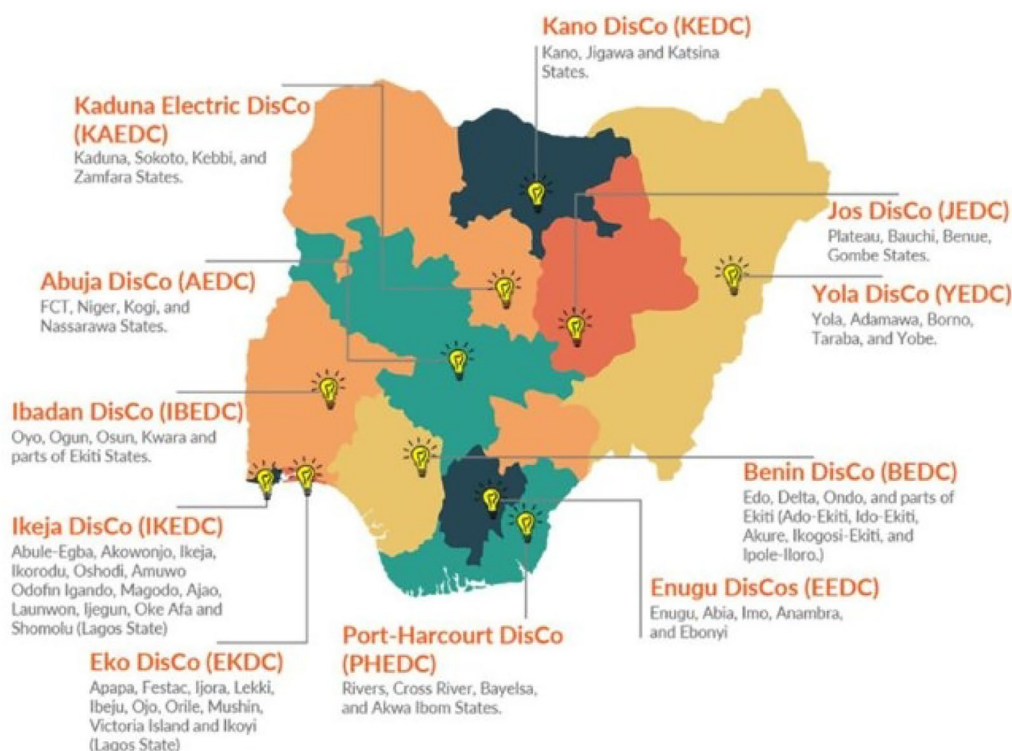 Kano DisCo (KEDC)
Kano, Jigawa and Katsina
States.
Kaduna Electric DisCo
(KAEDC)
Kaduna, Sokoto, Kebbi, and
Zamfara States.
Jos DisCo (JEDC)
Plateau, Bauchi, Benue,
Gombe States.
Abuja DisCo (AEDC)
FCT, Niger, Kogi, and
Nassarawa States.
Yola DisCo (YEDC)
Yola, Adamawa, Borno,
Taraba, and Yobe.
Ibadan DisCo (IBEDC)
Oyo, Ogun, Osun, Kwara and
parts of Ekiti States.
Benin DisCo (BEDC)
Edo, Delta, Ondo, and parts of
Ekiti (Ado-Ekiti, Ido-Ekiti,
Akure, Ikogosi-Ekiti, and
Ipole-Iloro.)
Ikeja DisCo (IKEDC)
Abule-Egba, Akowonjo, Ikeja,
Ikorodu, Oshodi, Amuwo
Odofin Igando, Magodo, Ajao,
Launwon, Ijegun, Oke Afa and
Shomolu (Lagos State)
Enugu DisCos (EEDC)
Enugu, Abia, Imo, Anambra,
and Ebonyi
Port-Harcourt DisCo
(PHEDC)
Rivers, Cross River, Bayelsa,
and Akwa Ibom States.
Eko DisCo (EKDC)
Apapa, Festac, Ijora, Lekki,
Ibeju, Ojo, Orile, Mushin,
Victoria Island and Ikoyi
(Lagos State)